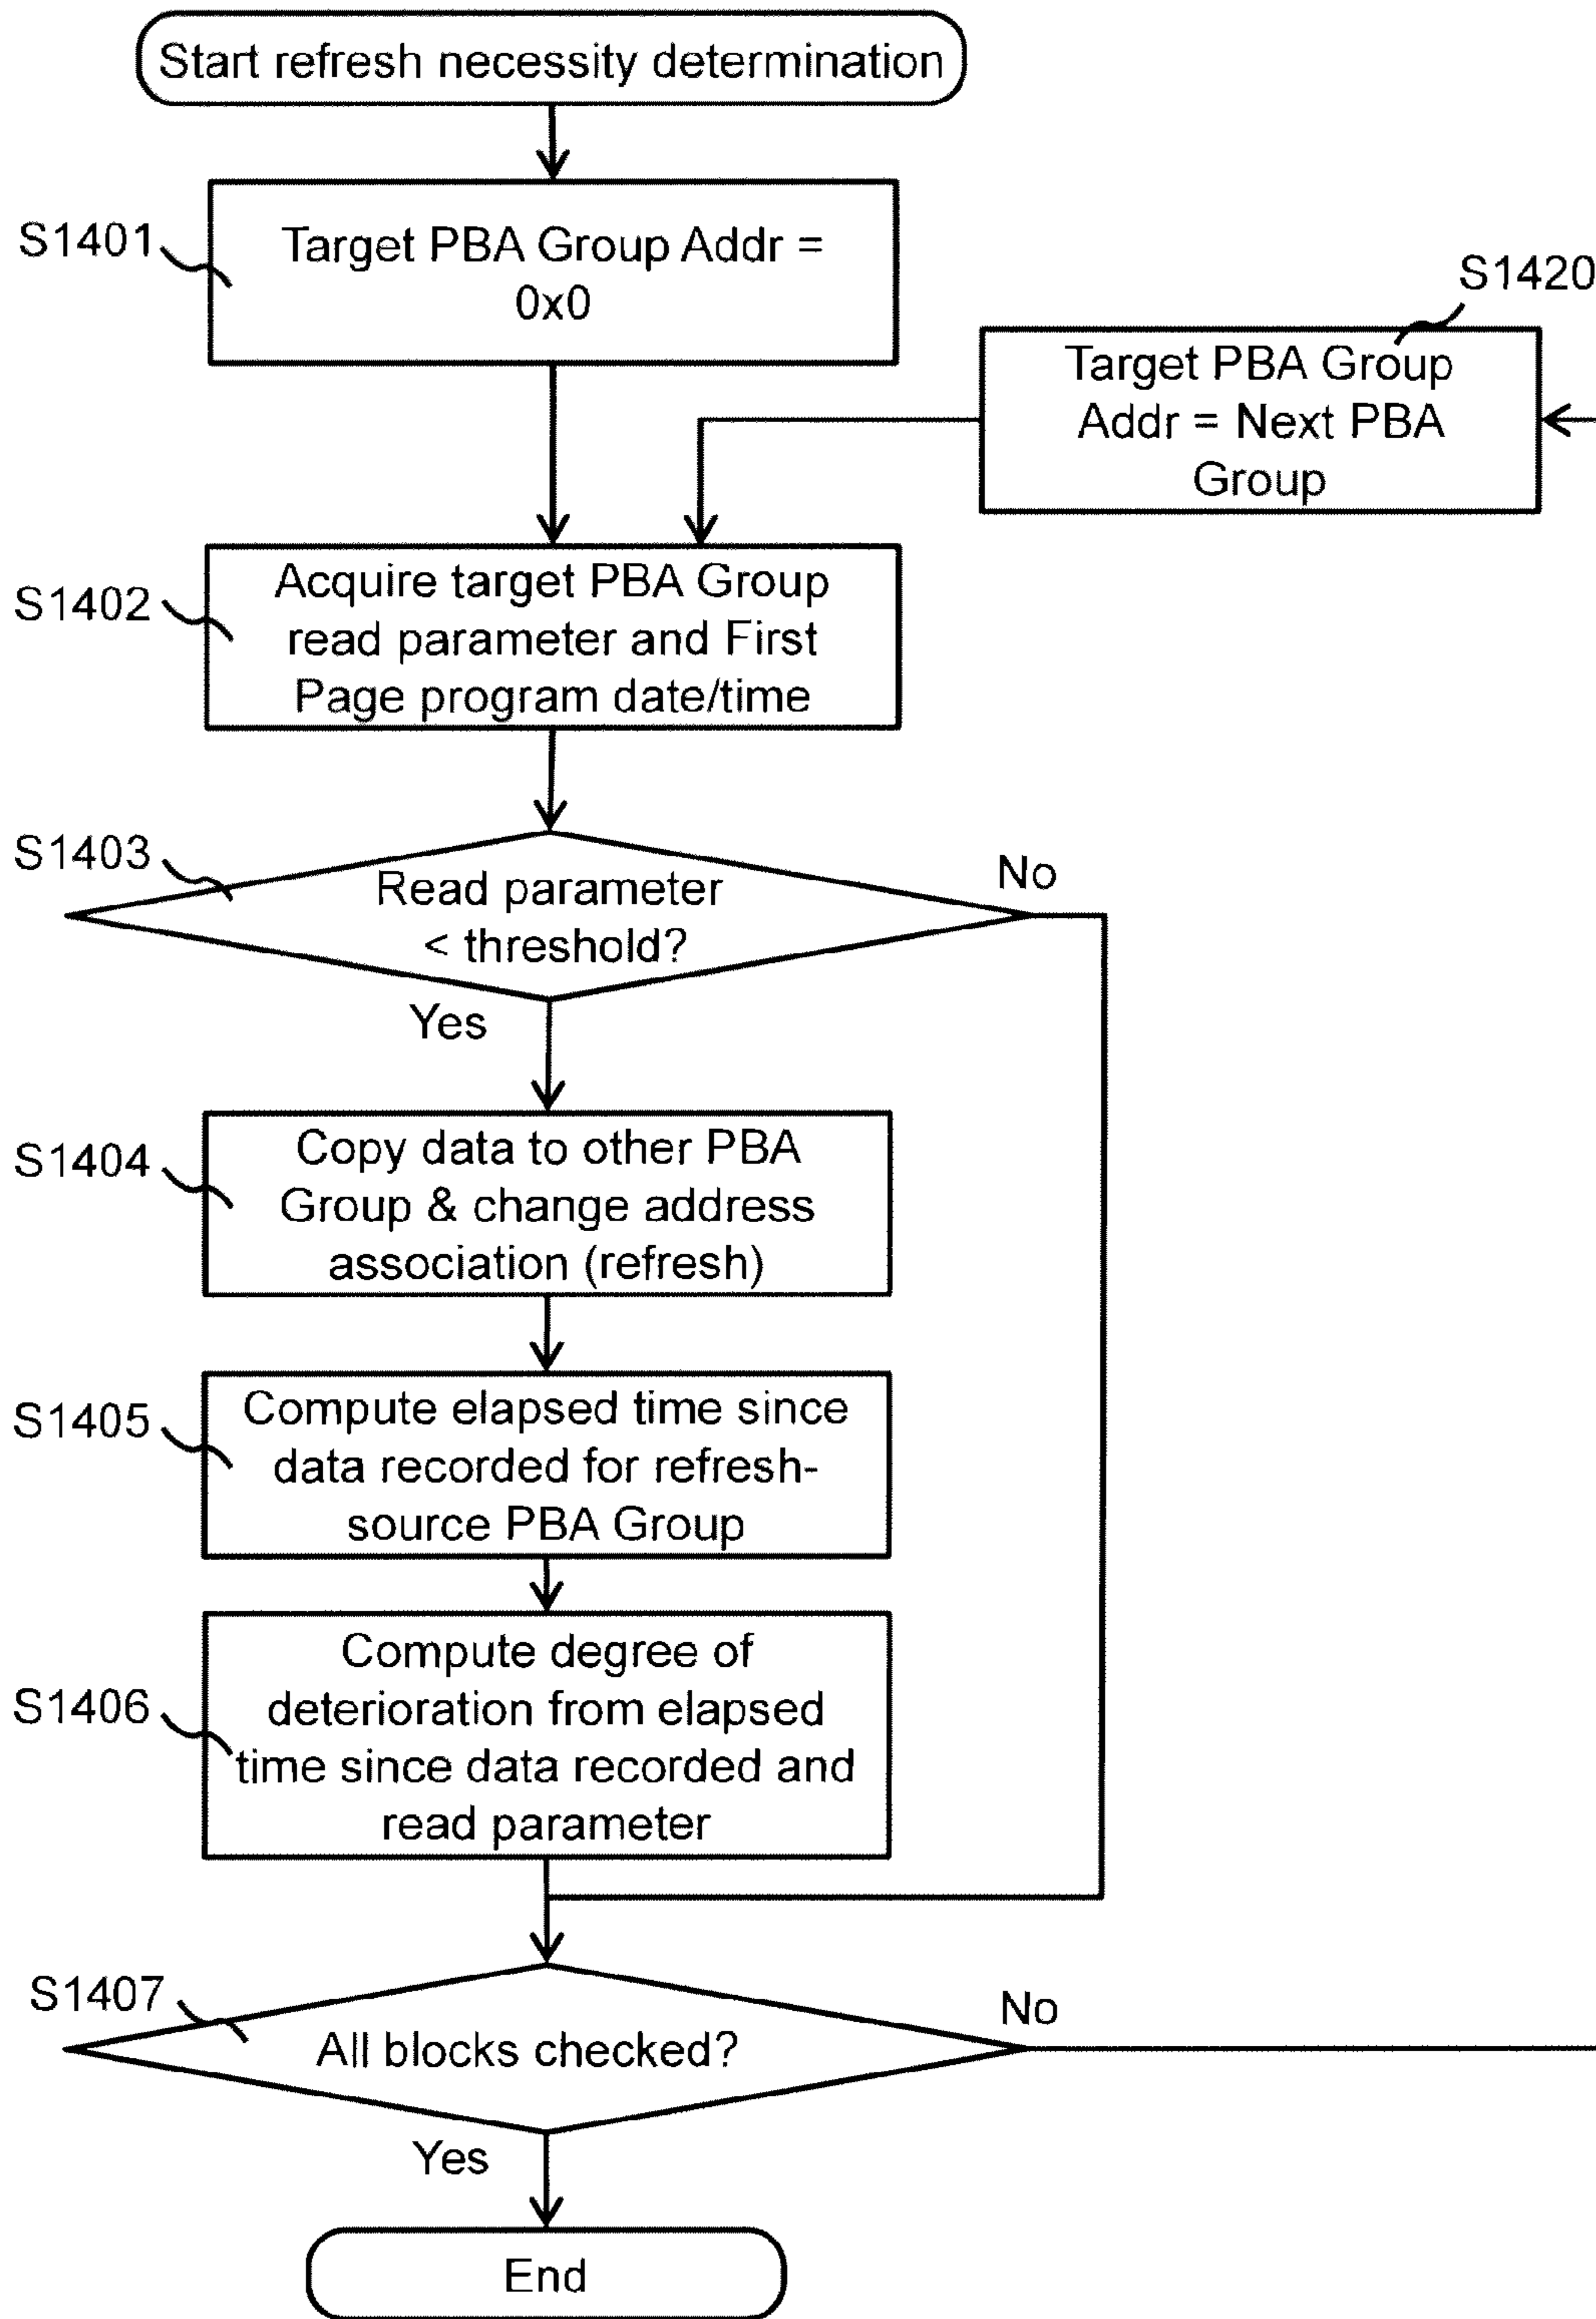 Start refresh necessity determination
S1401
Target PBA Group Addr =
0x0
S1420
Target PBA Group
Addr = Next PBA
Group
S1402
Acquire target PBA Group
read parameter and First
Page program date/time
S1403
Read parameter
< threshold?
No
Yes
S1404
Copy data to other PBA
Group & change address
association (refresh)
S1405
Compute elapsed time since
data recorded for refresh-
source PBA Group
S1406
Compute degree of
deterioration from elapsed
time since data recorded and
read parameter
S1407
All blocks checked?
No
Yes
End